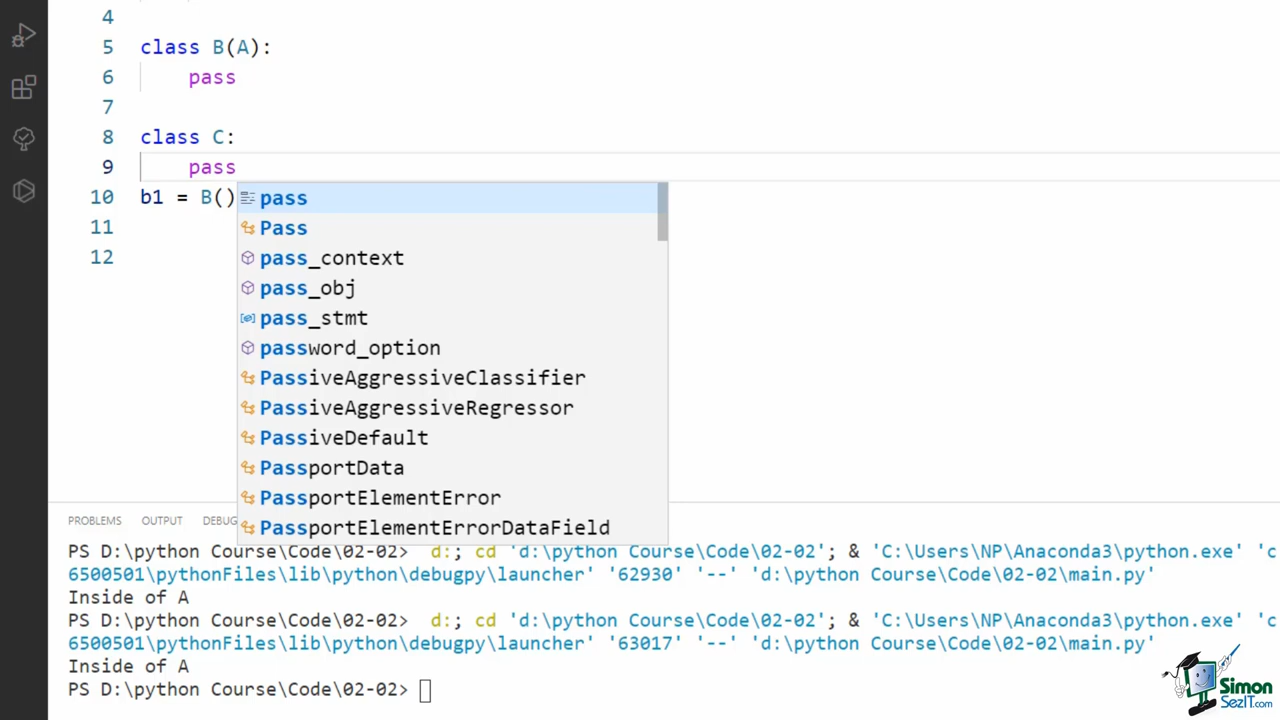 4
5 class B(A):
6     pass
7
8 class C:
9     pass
10 b1 = B()
11
12
pass
Pass
pass_context
pass_obj
pass_stmt
password_option
PassiveAggressiveClassifier
PassiveAggressiveRegressor
PassiveDefault
PassportData
PassportElementError
PassportElementErrorDataField
PROBLEMS OUTPUT DEBUG
PS D:\python Course\Code\02-02>  d:; cd 'd:\python Course\Code\02-02'; & 'C:\Users\NP\Anaconda3\python.exe' 'c
6500501\pythonFiles\lib\python\debugpy\launcher' '62930' '--' 'd:\python Course\Code\02-02\main.py'
Inside of A
PS D:\python Course\Code\02-02>  d:; cd 'd:\python Course\Code\02-02'; & 'C:\Users\NP\Anaconda3\python.exe' 'c
6500501\pythonFiles\lib\python\debugpy\launcher' '63017' '--' 'd:\python Course\Code\02-02\main.py'
Inside of A
PS D:\python Course\Code\02-02>
Simon
SezIT.com